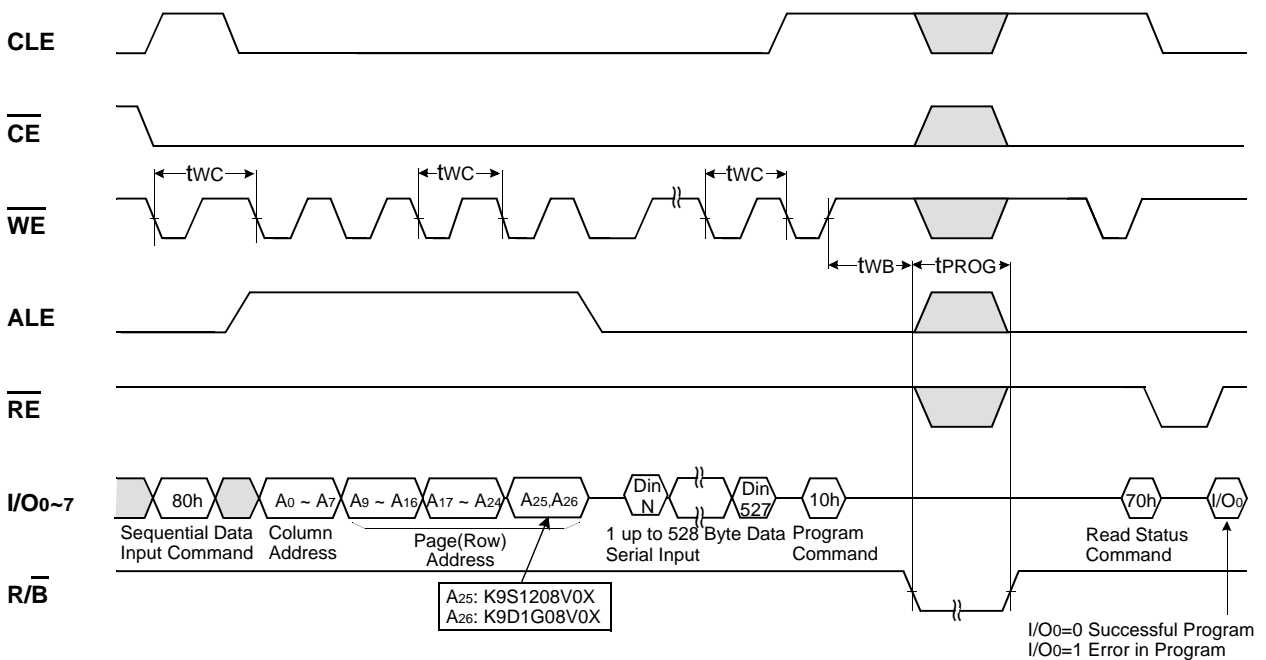 CLE
CE
tWC tWC tWC
WE
tWB tPROG
ALE
RE
I/O0~7
80h A0 ~ A7 A9 ~ A16 A17 ~ A24 A25,A26 Din N Din 527 10h 70h I/O0
Sequential Data Input Command
Column Address
Page(Row) Address
1 up to 528 Byte Data Serial Input
Program Command
Read Status Command
R/B
A25: K9S1208V0X
A26: K9D1G08V0X
I/O0=0 Successful Program
I/O0=1 Error in Program